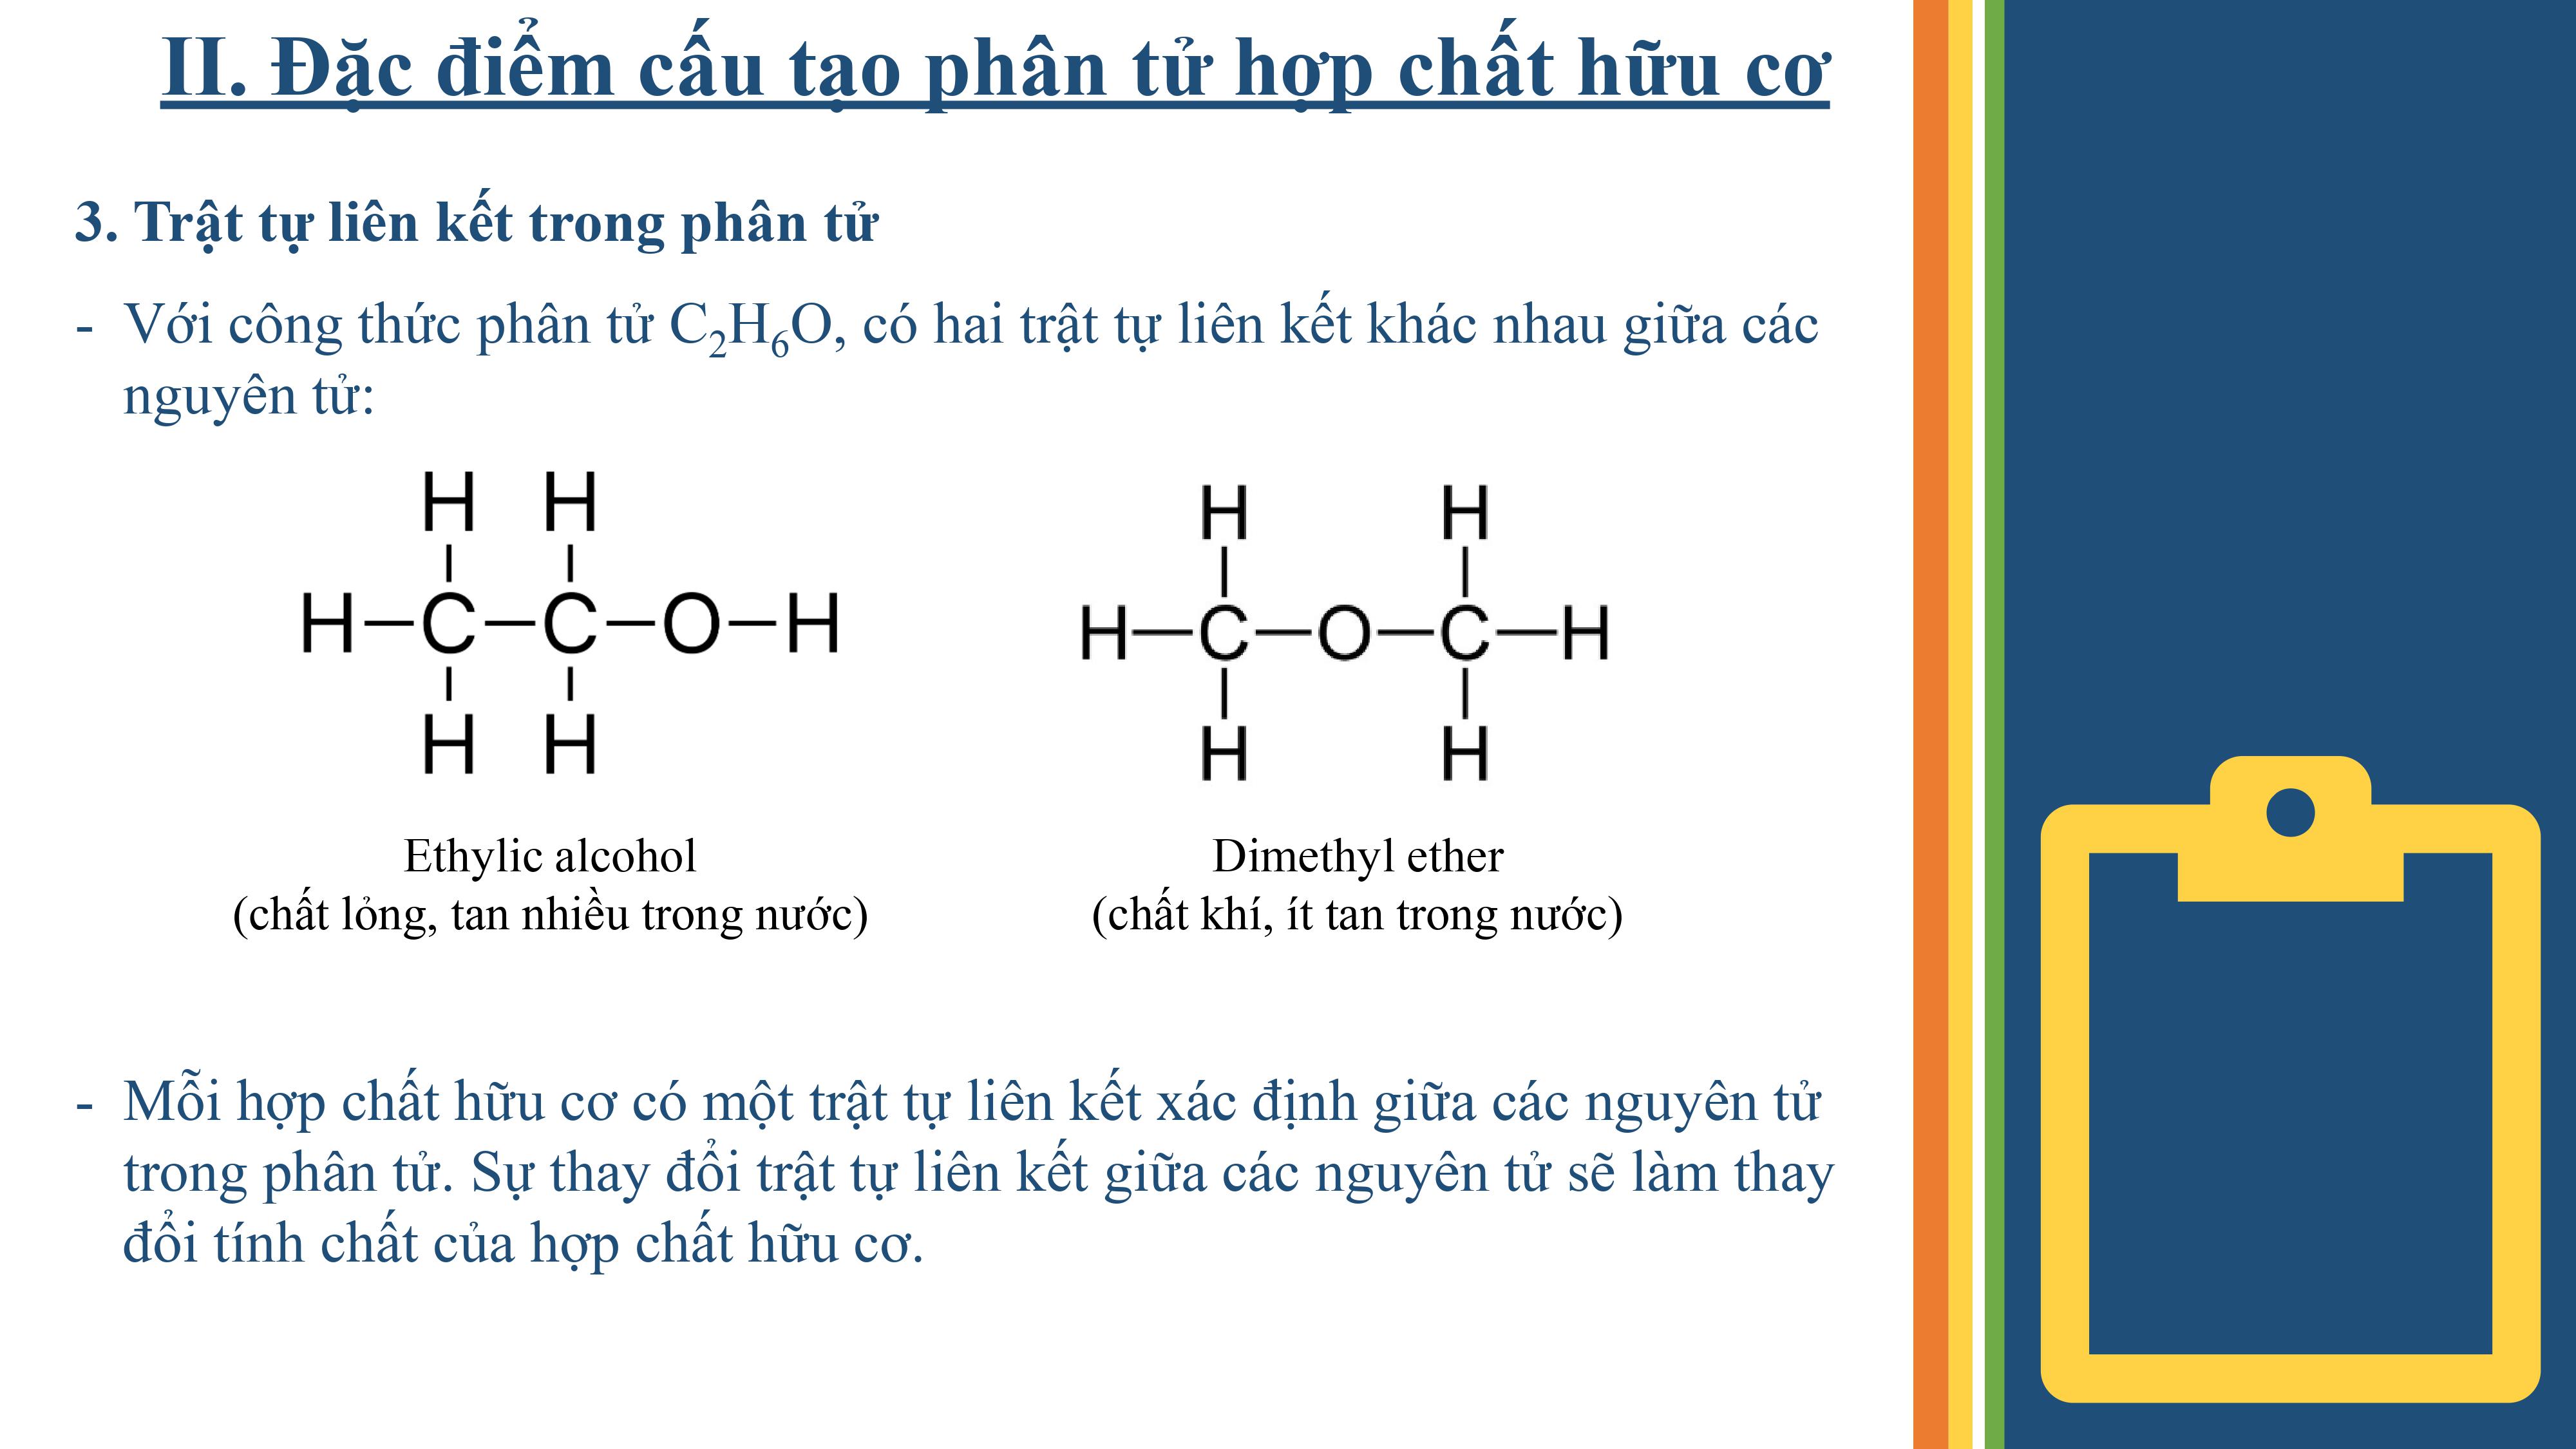 II. Đặc điểm cấu tạo phân tử hợp chất hữu cơ
3. Trật tự liên kết trong phân tử
- Với công thức phân tử C₂H₆O, có hai trật tự liên kết khác nhau giữa các
nguyên tử:
H H
H—C—C—O—H
H H
H H
H—C—O—C—H
H H
Ethylic alcohol
(chất lỏng, tan nhiều trong nước)
Dimethyl ether
(chất khí, ít tan trong nước)
- Mỗi hợp chất hữu cơ có một trật tự liên kết xác định giữa các nguyên tử
trong phân tử. Sự thay đổi trật tự liên kết giữa các nguyên tử sẽ làm thay
đổi tính chất của hợp chất hữu cơ.